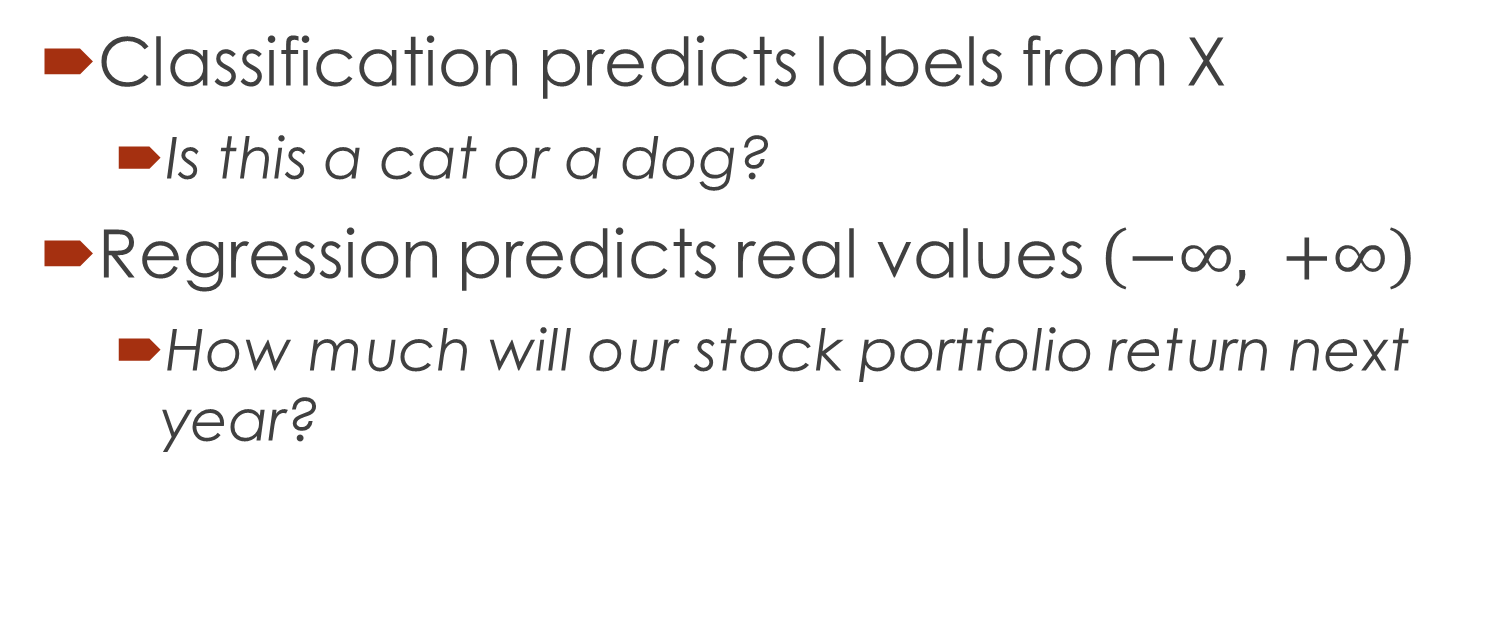 Classification predicts labels from X
Is this a cat or a dog?
Regression predicts real values (−∞, +∞)
How much will our stock portfolio return next
year?